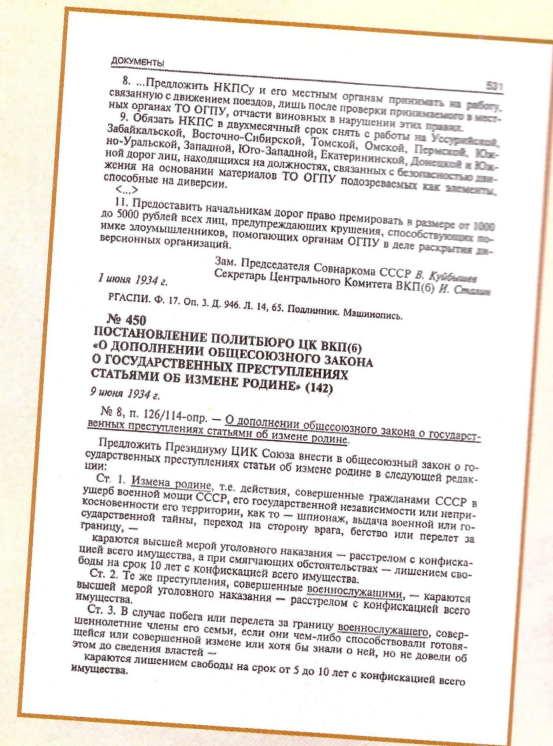 ДОКУМЕНТЫ
531
8. ...Предложить НКПСу и его местным органам принимать на работу,
связанную с движением поездов, лишь после проверки принимаемого в мест-
ных органах ТО ОГПУ, отчасти виновных в нарушении этих правил.
9. Обязать НКПС в двухмесячный срок снять с работы на Уссурийской,
Забайкальской, Восточно-Сибирской, Томской, Омской, Пермской, Юж-
но-Уральской, Западной, Юго-Западной, Екатерининской, Донецкой и Юж-
ной дорог лиц, находящихся на должностях, связанных с безопасностью дви-
жения на основании материалов ТО ОГПУ подозреваемых как элементы,
способные на диверсии.
<...>
11. Предоставить начальникам дорог право премировать в размере от 1000
до 5000 рублей всех лиц, предупреждающих крушения, способствующих по-
имке злоумышленников, помогающих органам ОГПУ в деле раскрытия ди-
версионных организаций.
Зам. Председателя Совнаркома СССР В. Куйбышев
Секретарь Центрального Комитета ВКП(б) И. Сталин
1 июня 1934 г.
РГАСПИ. Ф. 17. Оп. 3. Д. 946. Л. 14, 65. Подлинник. Машинопись.
№ 450
ПОСТАНОВЛЕНИЕ ПОЛИТБЮРО ЦК ВКП(б)
«О ДОПОЛНЕНИИ ОБЩЕСОЮЗНОГО ЗАКОНА
О ГОСУДАРСТВЕННЫХ ПРЕСТУПЛЕНИЯХ
СТАТЬЯМИ ОБ ИЗМЕНЕ РОДИНЕ» (142)
9 июня 1934 г.
№ 8, п. 126/114-опр. — О дополнении общесоюзного закона о государст-
венных преступлениях статьями об измене родине.
Предложить Президиуму ЦИК Союза внести в общесоюзный закон о го-
сударственных преступлениях статьи об измене родине в следующей редак-
ции:
Ст. 1. Измена родине, т.е. действия, совершенные гражданами СССР в
ущерб военной мощи СССР, его государственной независимости или непри-
косновенности его территории, как то — шпионаж, выдача военной или го-
сударственной тайны, переход на сторону врага, бегство или перелет за
границу, —
караются высшей мерой уголовного наказания — расстрелом с конфиска-
цией всего имущества, а при смягчающих обстоятельствах — лишением сво-
боды на срок 10 лет с конфискацией всего имущества.
Ст. 2. Те же преступления, совершенные военнослужащими, — караются
высшей мерой уголовного наказания — расстрелом с конфискацией всего
имущества.
Ст. 3. В случае побега или перелета за границу военнослужащего, совер-
шеннолетние члены его семьи, если они чем-либо способствовали готовя-
щейся или совершенной измене или хотя бы знали о ней, но не довели об
этом до сведения властей —
караются лишением свободы на срок от 5 до 10 лет с конфискацией всего
имущества.